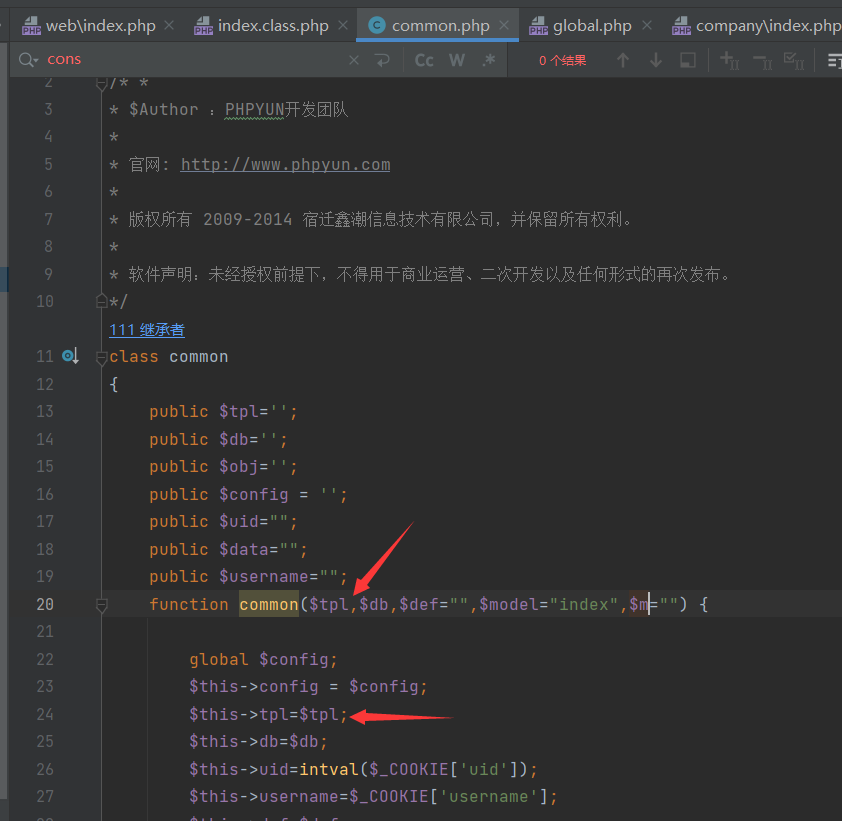 web\index.php index.class.php common.php global.php company\index.php
cons Cc W .* 0 个结果
2 /* *
3 * $Author ：PHPYUN开发团队
4 *
5 * 官网: http://www.phpyun.com
6 *
7 * 版权所有 2009-2014 宿迁鑫潮信息技术有限公司，并保留所有权利。
8 *
9 * 软件声明：未经授权前提下，不得用于商业运营、二次开发以及任何形式的再次发布。
10 */
111 继承者
11 class common
12 {
13 public $tpl='';
14 public $db='';
15 public $obj='';
16 public $config = '';
17 public $uid="";
18 public $data="";
19 public $username="";
20 function common($tpl,$db,$def="",$model="index",$m="") {
21
22 global $config;
23 $this->config = $config;
24 $this->tpl=$tpl;
25 $this->db=$db;
26 $this->uid=intval($_COOKIE['uid']);
27 $this->username=$_COOKIE['username'];